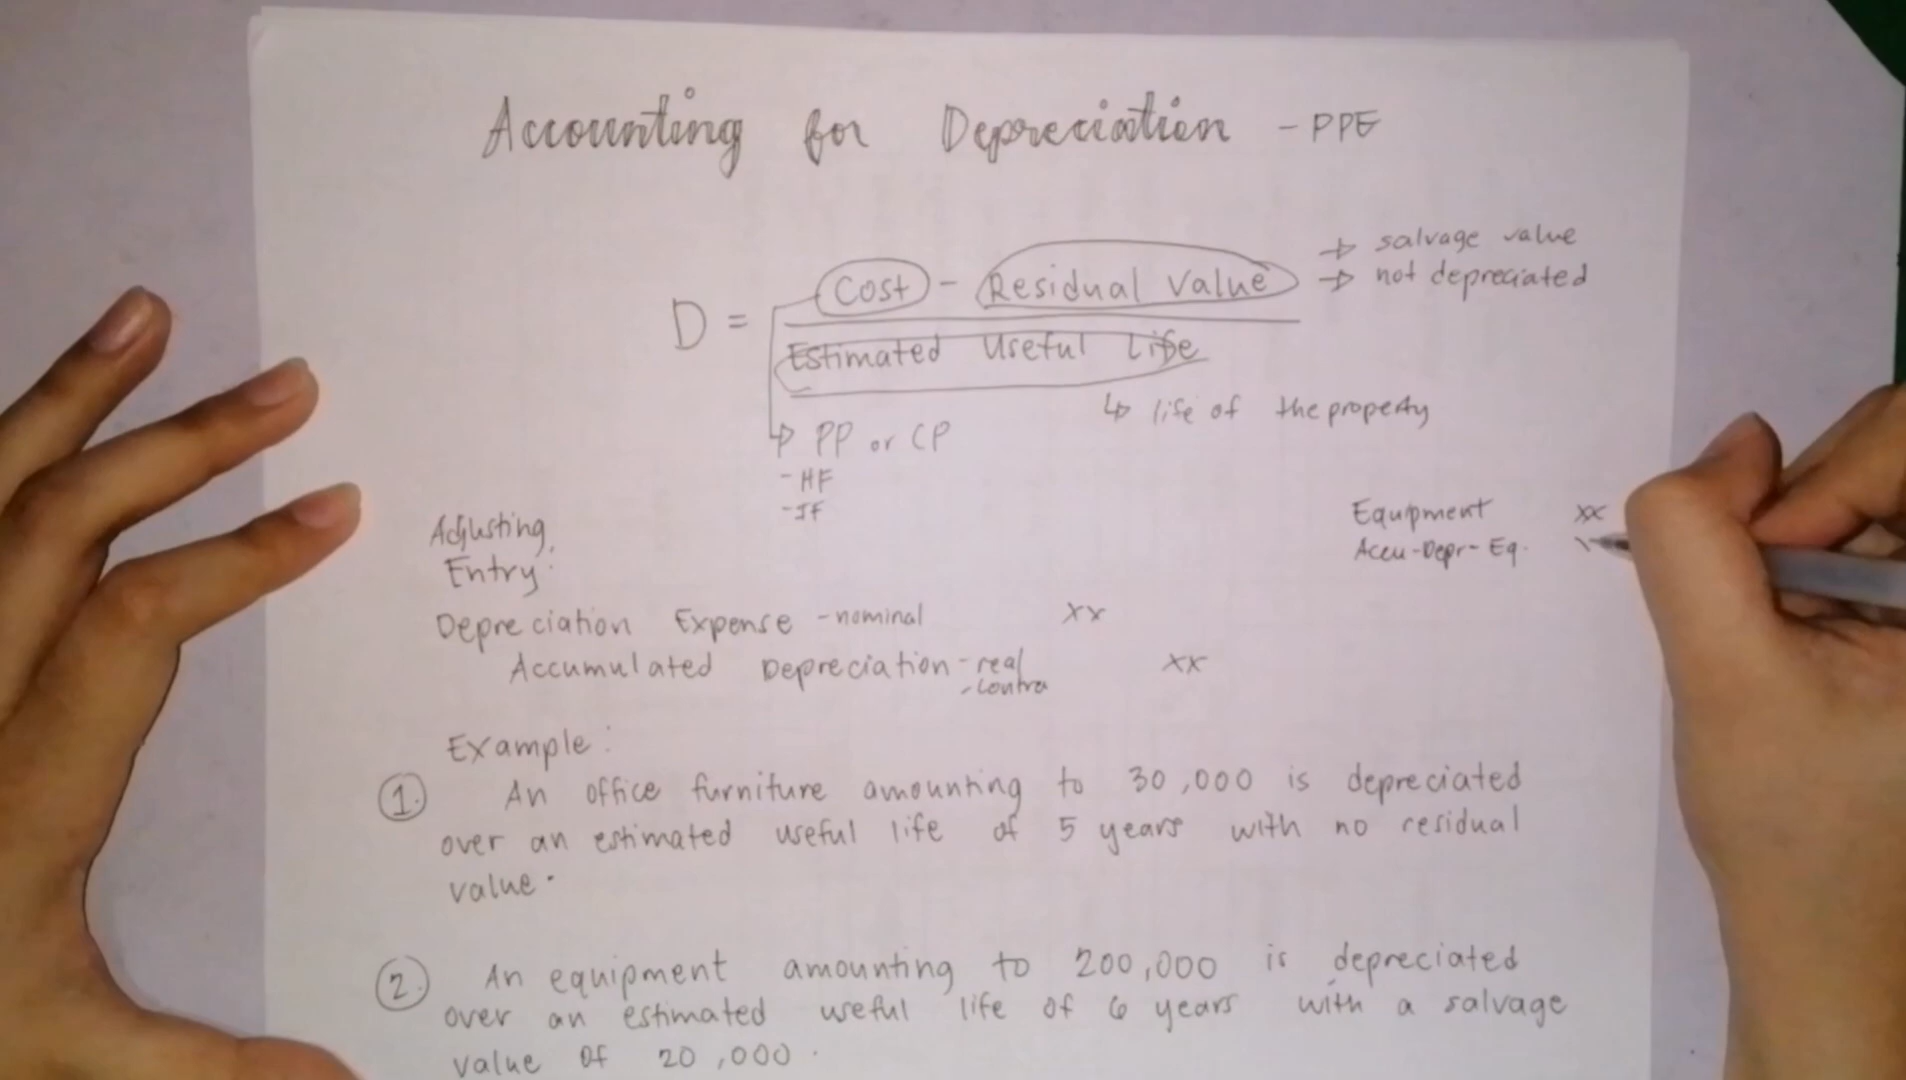 Accounting for Depreciation - PPE
→ salvage value
Cost - Residual Value → not depreciated
D =
Estimated Useful Life
↳ life of the property
↳ PP or CP
- HF
- IF
Adjusting
Entry:
Equipment xx
Accu-Depr-Eq.
Depreciation Expense - nominal xx
Accumulated Depreciation - real xx
- contra
Example:
1. An office furniture amounting to 30,000 is depreciated
over an estimated useful life of 5 years with no residual
value.
2. An equipment amounting to 200,000 is depreciated
over an estimated useful life of 6 years with a salvage
value of 20,000.